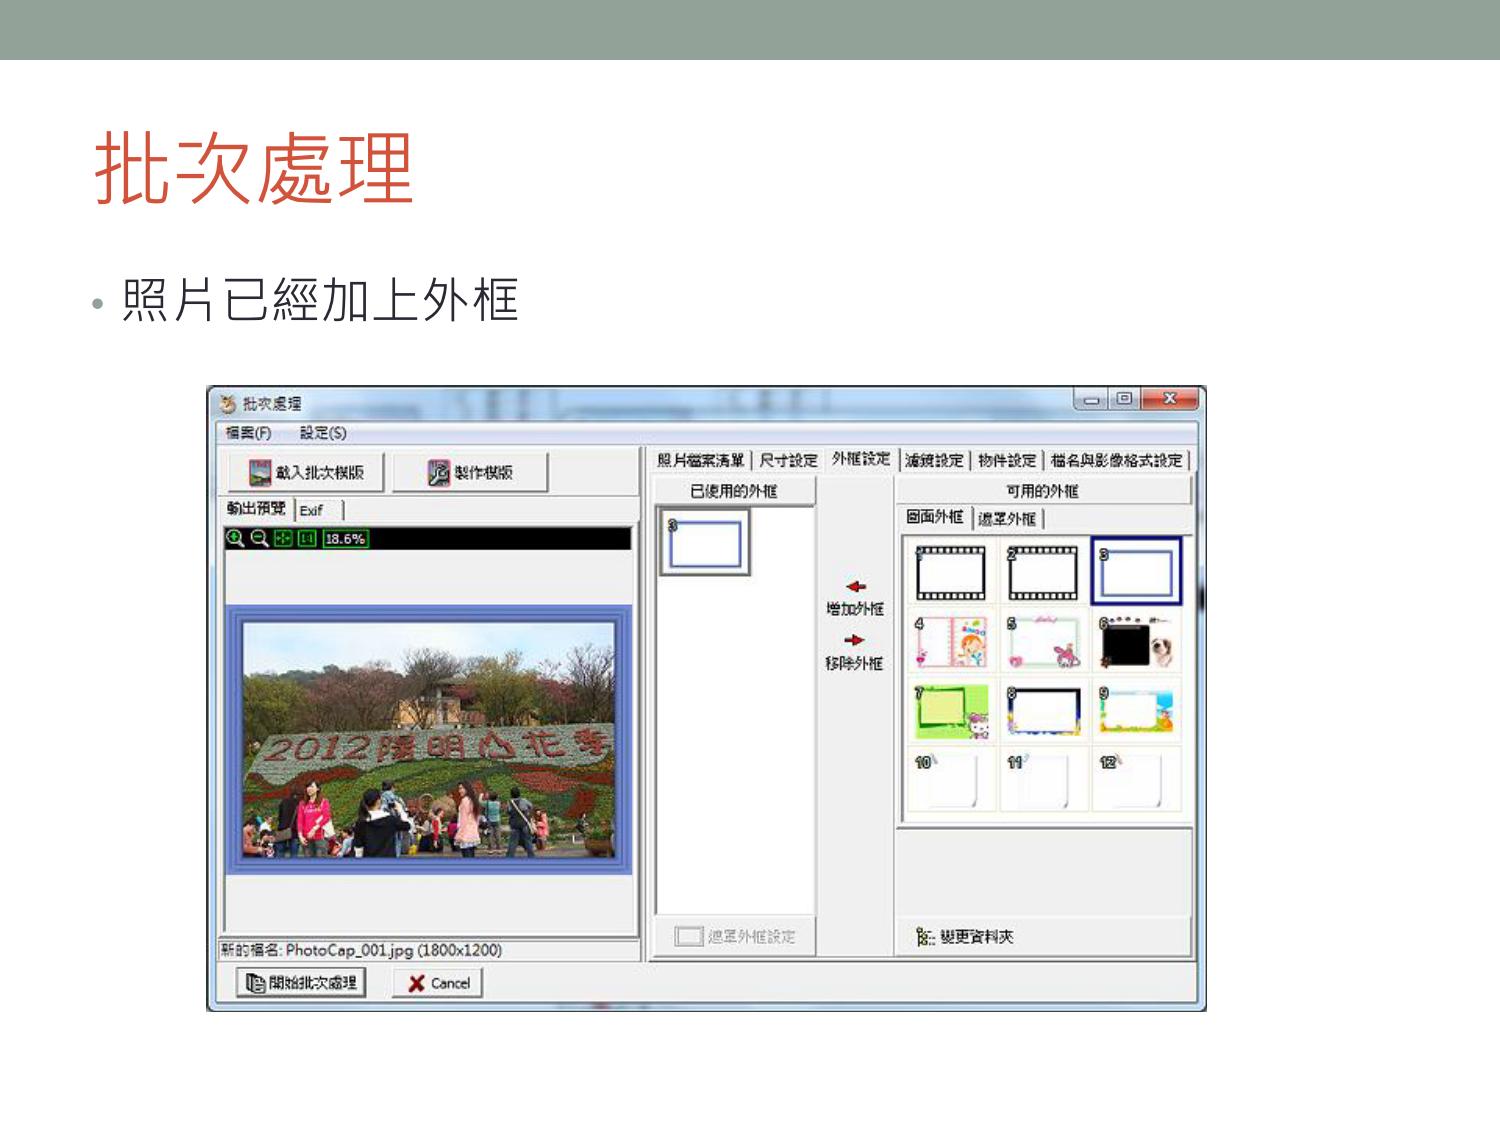 批次處理
• 照片已經加上外框
批次處理
檔案(F) 設定(S)
載入批次模版 製作模版
輸出預覽 Exif
18.6%
2012陽明山花季
新的檔名: PhotoCap_001.jpg (1800x1200)
開始批次處理 Cancel
照片檔案清單 尺寸設定 外框設定 濾鏡設定 物件設定 檔名與影像格式設定
已使用的外框
3
遮罩外框設定
增加外框
移除外框
可用的外框
圖面外框 遮罩外框
1 2 3
4 5 6
7 8 9
10 11 12
變更資料夾